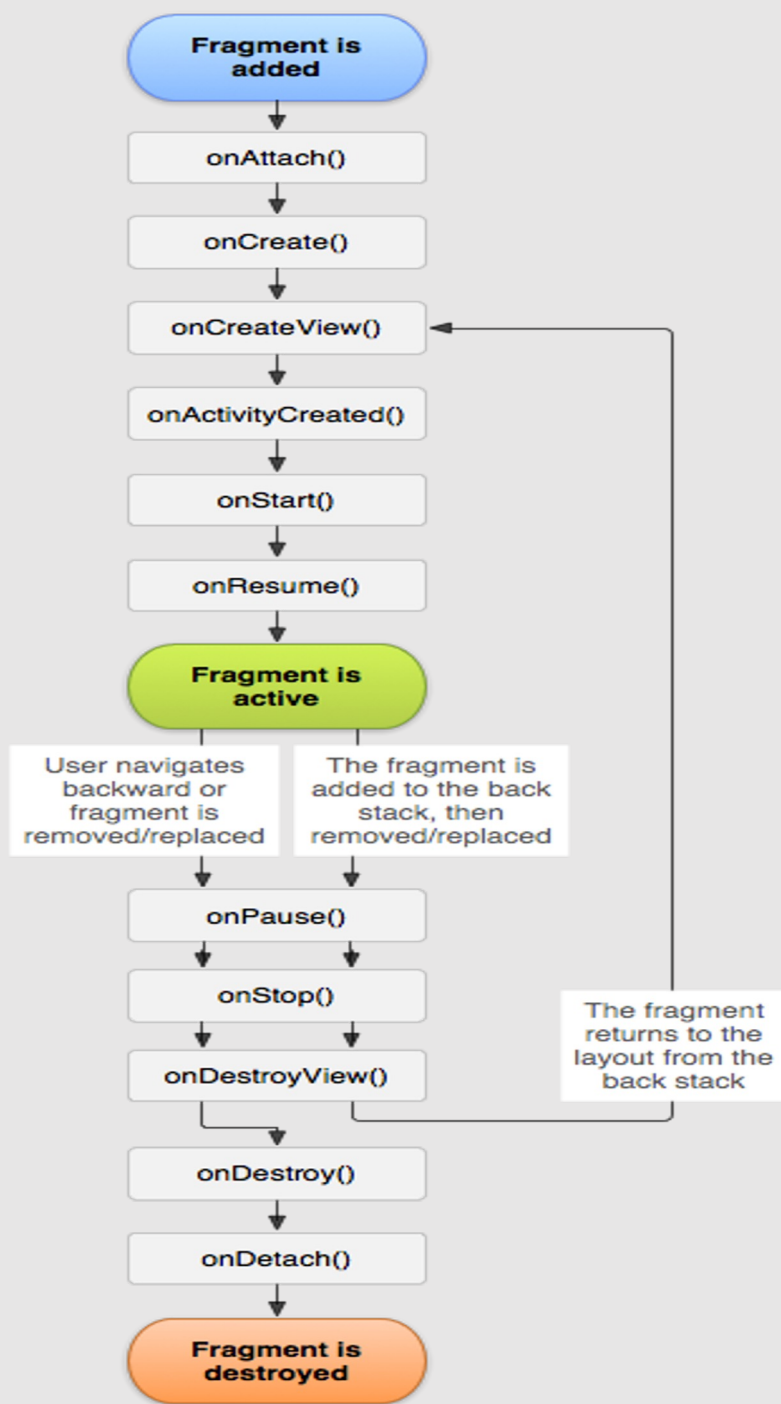 Fragment is
added
onAttach()
onCreate()
onCreateView()
onActivityCreated()
onStart()
onResume()
Fragment is
active
User navigates
backward or
fragment is
removed/replaced
The fragment is
added to the back
stack, then
removed/replaced
onPause()
onStop()
onDestroyView()
The fragment
returns to the
layout from the
back stack
onDestroy()
onDetach()
Fragment is
destroyed